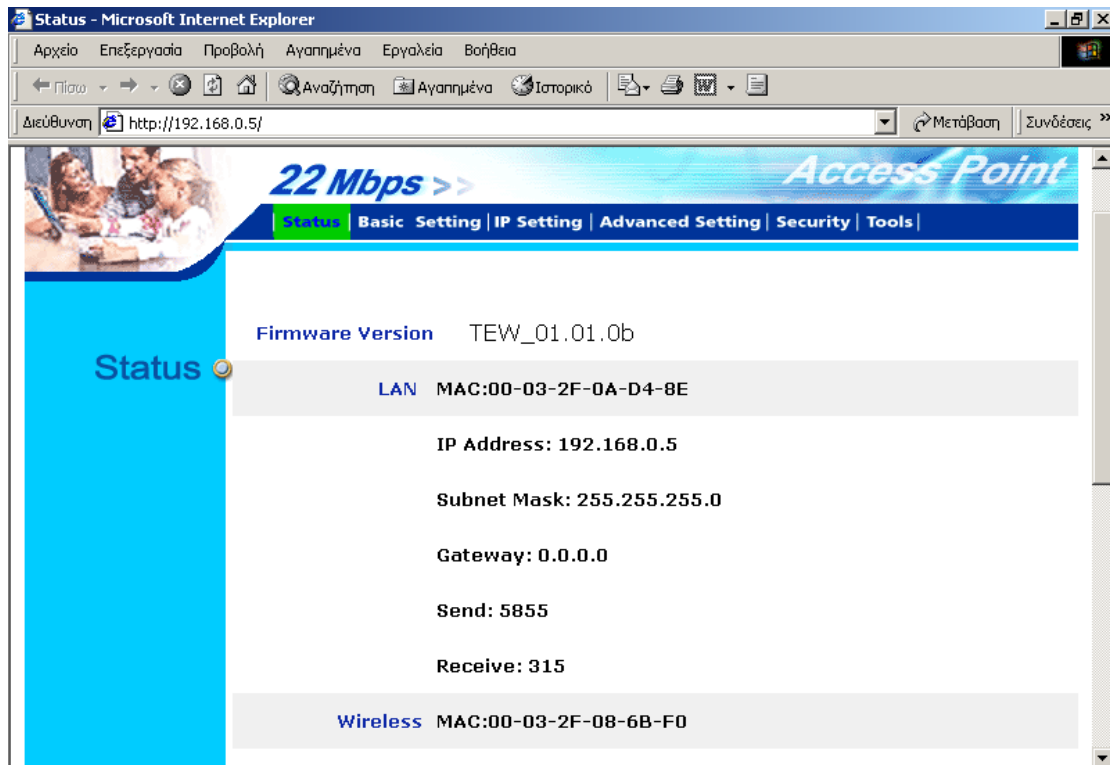 Status - Microsoft Internet Explorer
Αρχείο Επεξεργασία Προβολή Αγαπημένα Εργαλεία Βοήθεια
Πίσω Αναζήτηση Αγαπημένα Ιστορικό
Διεύθυνση http://192.168.0.5/ Μετάβαση Συνδέσεις »
22 Mbps >> Access Point
Status | Basic Setting | IP Setting | Advanced Setting | Security | Tools |
Firmware Version TEW_01.01.0b
Status
LAN MAC:00-03-2F-0A-D4-8E
IP Address: 192.168.0.5
Subnet Mask: 255.255.255.0
Gateway: 0.0.0.0
Send: 5855
Receive: 315
Wireless MAC:00-03-2F-08-6B-F0